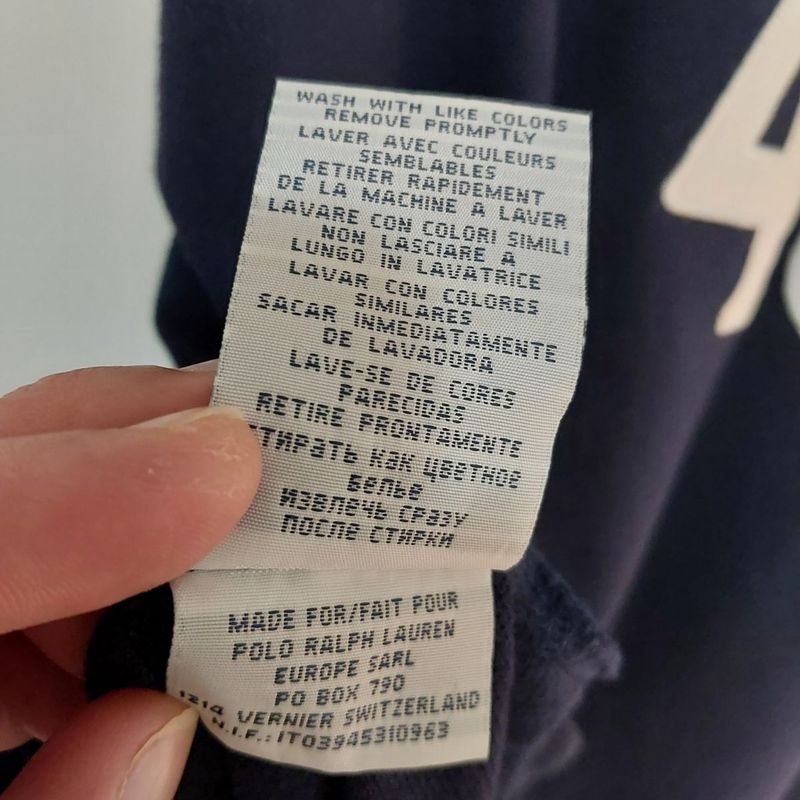 WASH WITH LIKE COLORS
REMOVE PROMPTLY
LAVER AVEC COULEURS
SEMBLABLES
RETIRER RAPIDEMENT
DE LA MACHINE A LAVER
LAVARE CON COLORI SIMILI
NON LASCIARE A
LUNGO IN LAVATRICE
LAVAR CON COLORES
SIMILARES
SACAR INMEDIATAMENTE
DE LAVADORA
LAVE-SE DE CORES
PARECIDAS
RETIRE PRONTAMENTE
СТИРАТЬ КАК ЦВЕТНОЕ
БЕЛЬЕ
ИЗВЛЕЧЬ СРАЗУ
ПОСЛЕ СТИРКИ
MADE FOR/FAIT POUR
POLO RALPH LAUREN
EUROPE SARL
PO BOX 790
1214 VERNIER SWITZERLAND
N.I.F.: IT03945310963
4